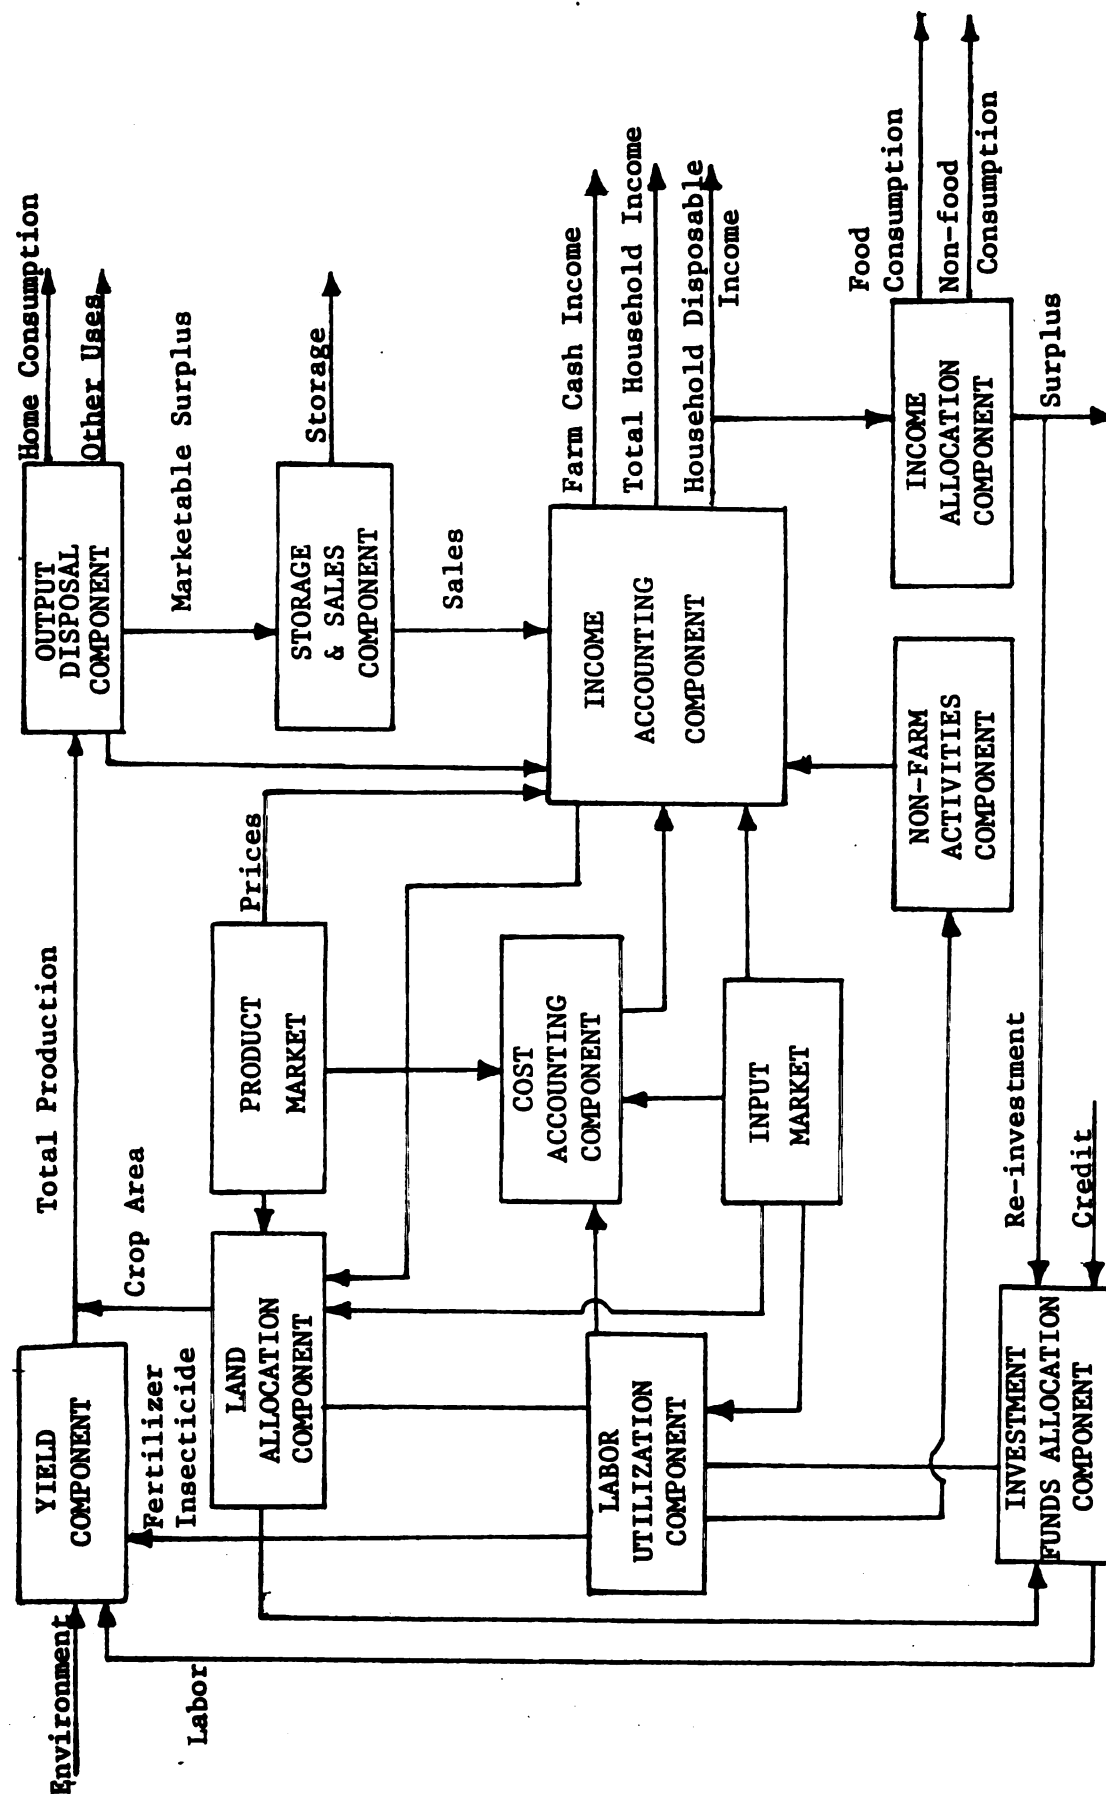 Environment
Labor
YIELD
COMPONENT
Fertilizer
Insecticide
Crop Area
Total Production
OUTPUT
DISPOSAL
COMPONENT
Home Consumption
Other Uses
Marketable Surplus
LAND
ALLOCATION
COMPONENT
PRODUCT
MARKET
Prices
STORAGE
& SALES
COMPONENT
Storage
Sales
LABOR
UTILIZATION
COMPONENT
COST
ACCOUNTING
COMPONENT
INPUT
MARKET
INCOME
ACCOUNTING
COMPONENT
Farm Cash Income
Total Household Income
Household Disposable
Income
INVESTMENT
FUNDS ALLOCATION
COMPONENT
Re-investment
Credit
NON-FARM
ACTIVITIES
COMPONENT
INCOME
ALLOCATION
COMPONENT
Food
Consumption
Non-food
Consumption
Surplus